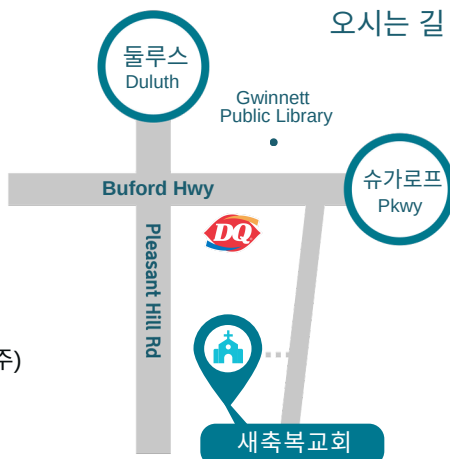 오시는 길
둘루스
Duluth
Gwinnett
Public Library
Buford Hwy
슈가로프
Pkwy
DQ
Pleasant Hill Rd
주)
새축복교회